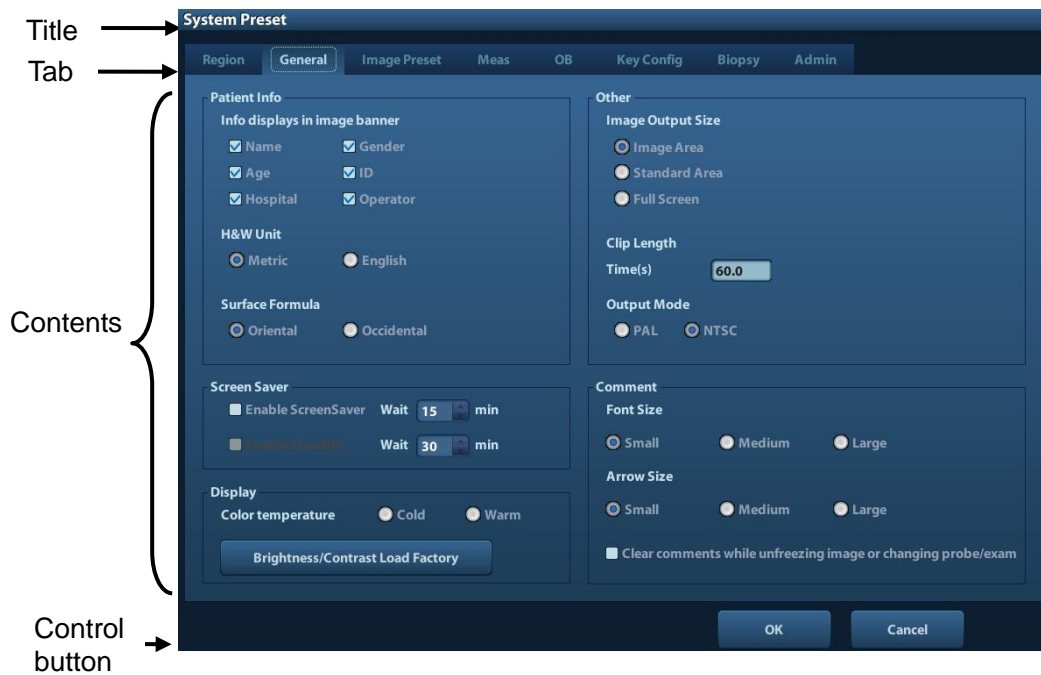 Title
System Preset
Tab
Region General Image Preset Meas OB Key Config Biopsy Admin
Contents
Patient Info
Info displays in image banner
Name Gender
Age ID
Hospital Operator
H&W Unit
Metric English
Surface Formula
Oriental Occidental
Screen Saver
Enable ScreenSaver Wait 15 min
Wait 30 min
Display
Color temperature Cold Warm
Brightness/Contrast Load Factory
Other
Image Output Size
Image Area
Standard Area
Full Screen
Clip Length
Time(s) 60.0
Output Mode
PAL NTSC
Comment
Font Size
Small Medium Large
Arrow Size
Small Medium Large
Clear comments while unfreezing image or changing probe/exam
Control
button
OK Cancel